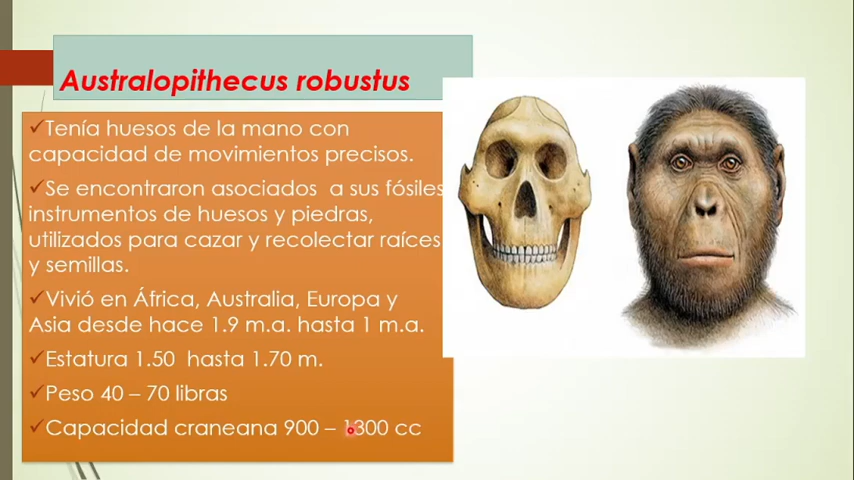 Australopithecus robustus
✓Tenía huesos de la mano con
capacidad de movimientos precisos.
✓Se encontraron asociados a sus fósiles
instrumentos de huesos y piedras,
utilizados para cazar y recolectar raíces
y semillas.
✓Vivió en África, Australia, Europa y
Asia desde hace 1.9 m.a. hasta 1 m.a.
✓Estatura 1.50 hasta 1.70 m.
✓Peso 40 – 70 libras
✓Capacidad craneana 900 – 1300 cc